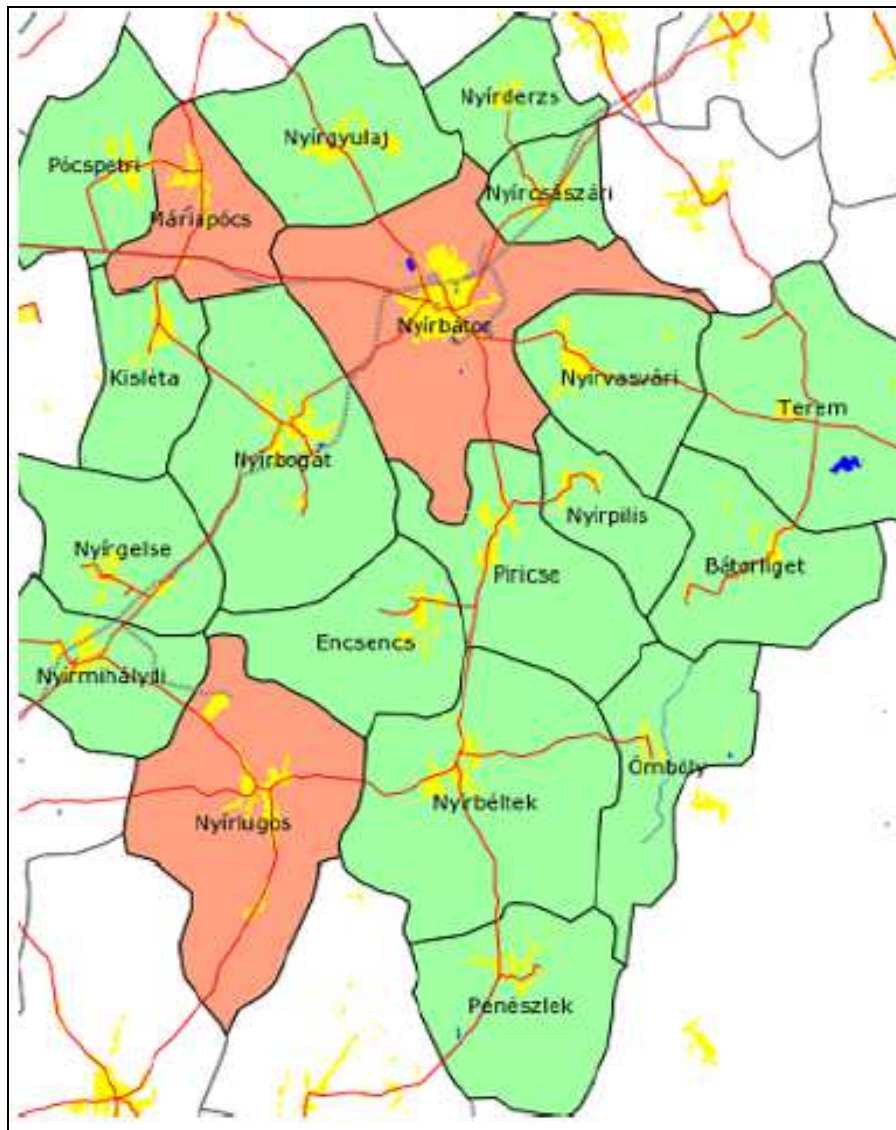 Nyírderzs
Nyírgyulaj
Pócspetri
Nyírcsászári
Máriapócs
Nyírbátor
Kisléta
Nyírvasvári
Terem
Nyírbogát
Nyírpilis
Nyírgelse
Bátorliget
Piricse
Encsencs
Nyírmihálydi
Ömböly
Nyírbéltek
Nyírlugos
Penészlek